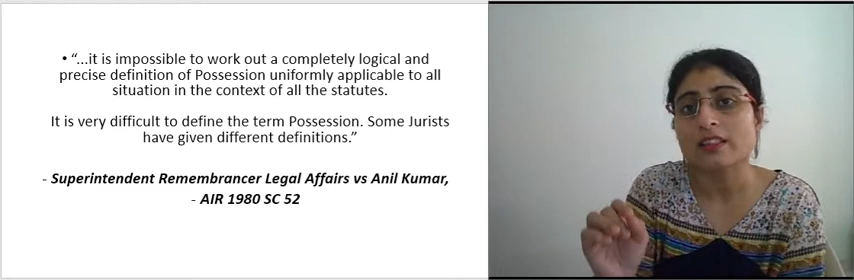 • “...it is impossible to work out a completely logical and
precise definition of Possession uniformly applicable to all
situation in the context of all the statutes.
It is very difficult to define the term Possession. Some Jurists
have given different definitions.”
- Superintendent Remembrancer Legal Affairs vs Anil Kumar,
- AIR 1980 SC 52